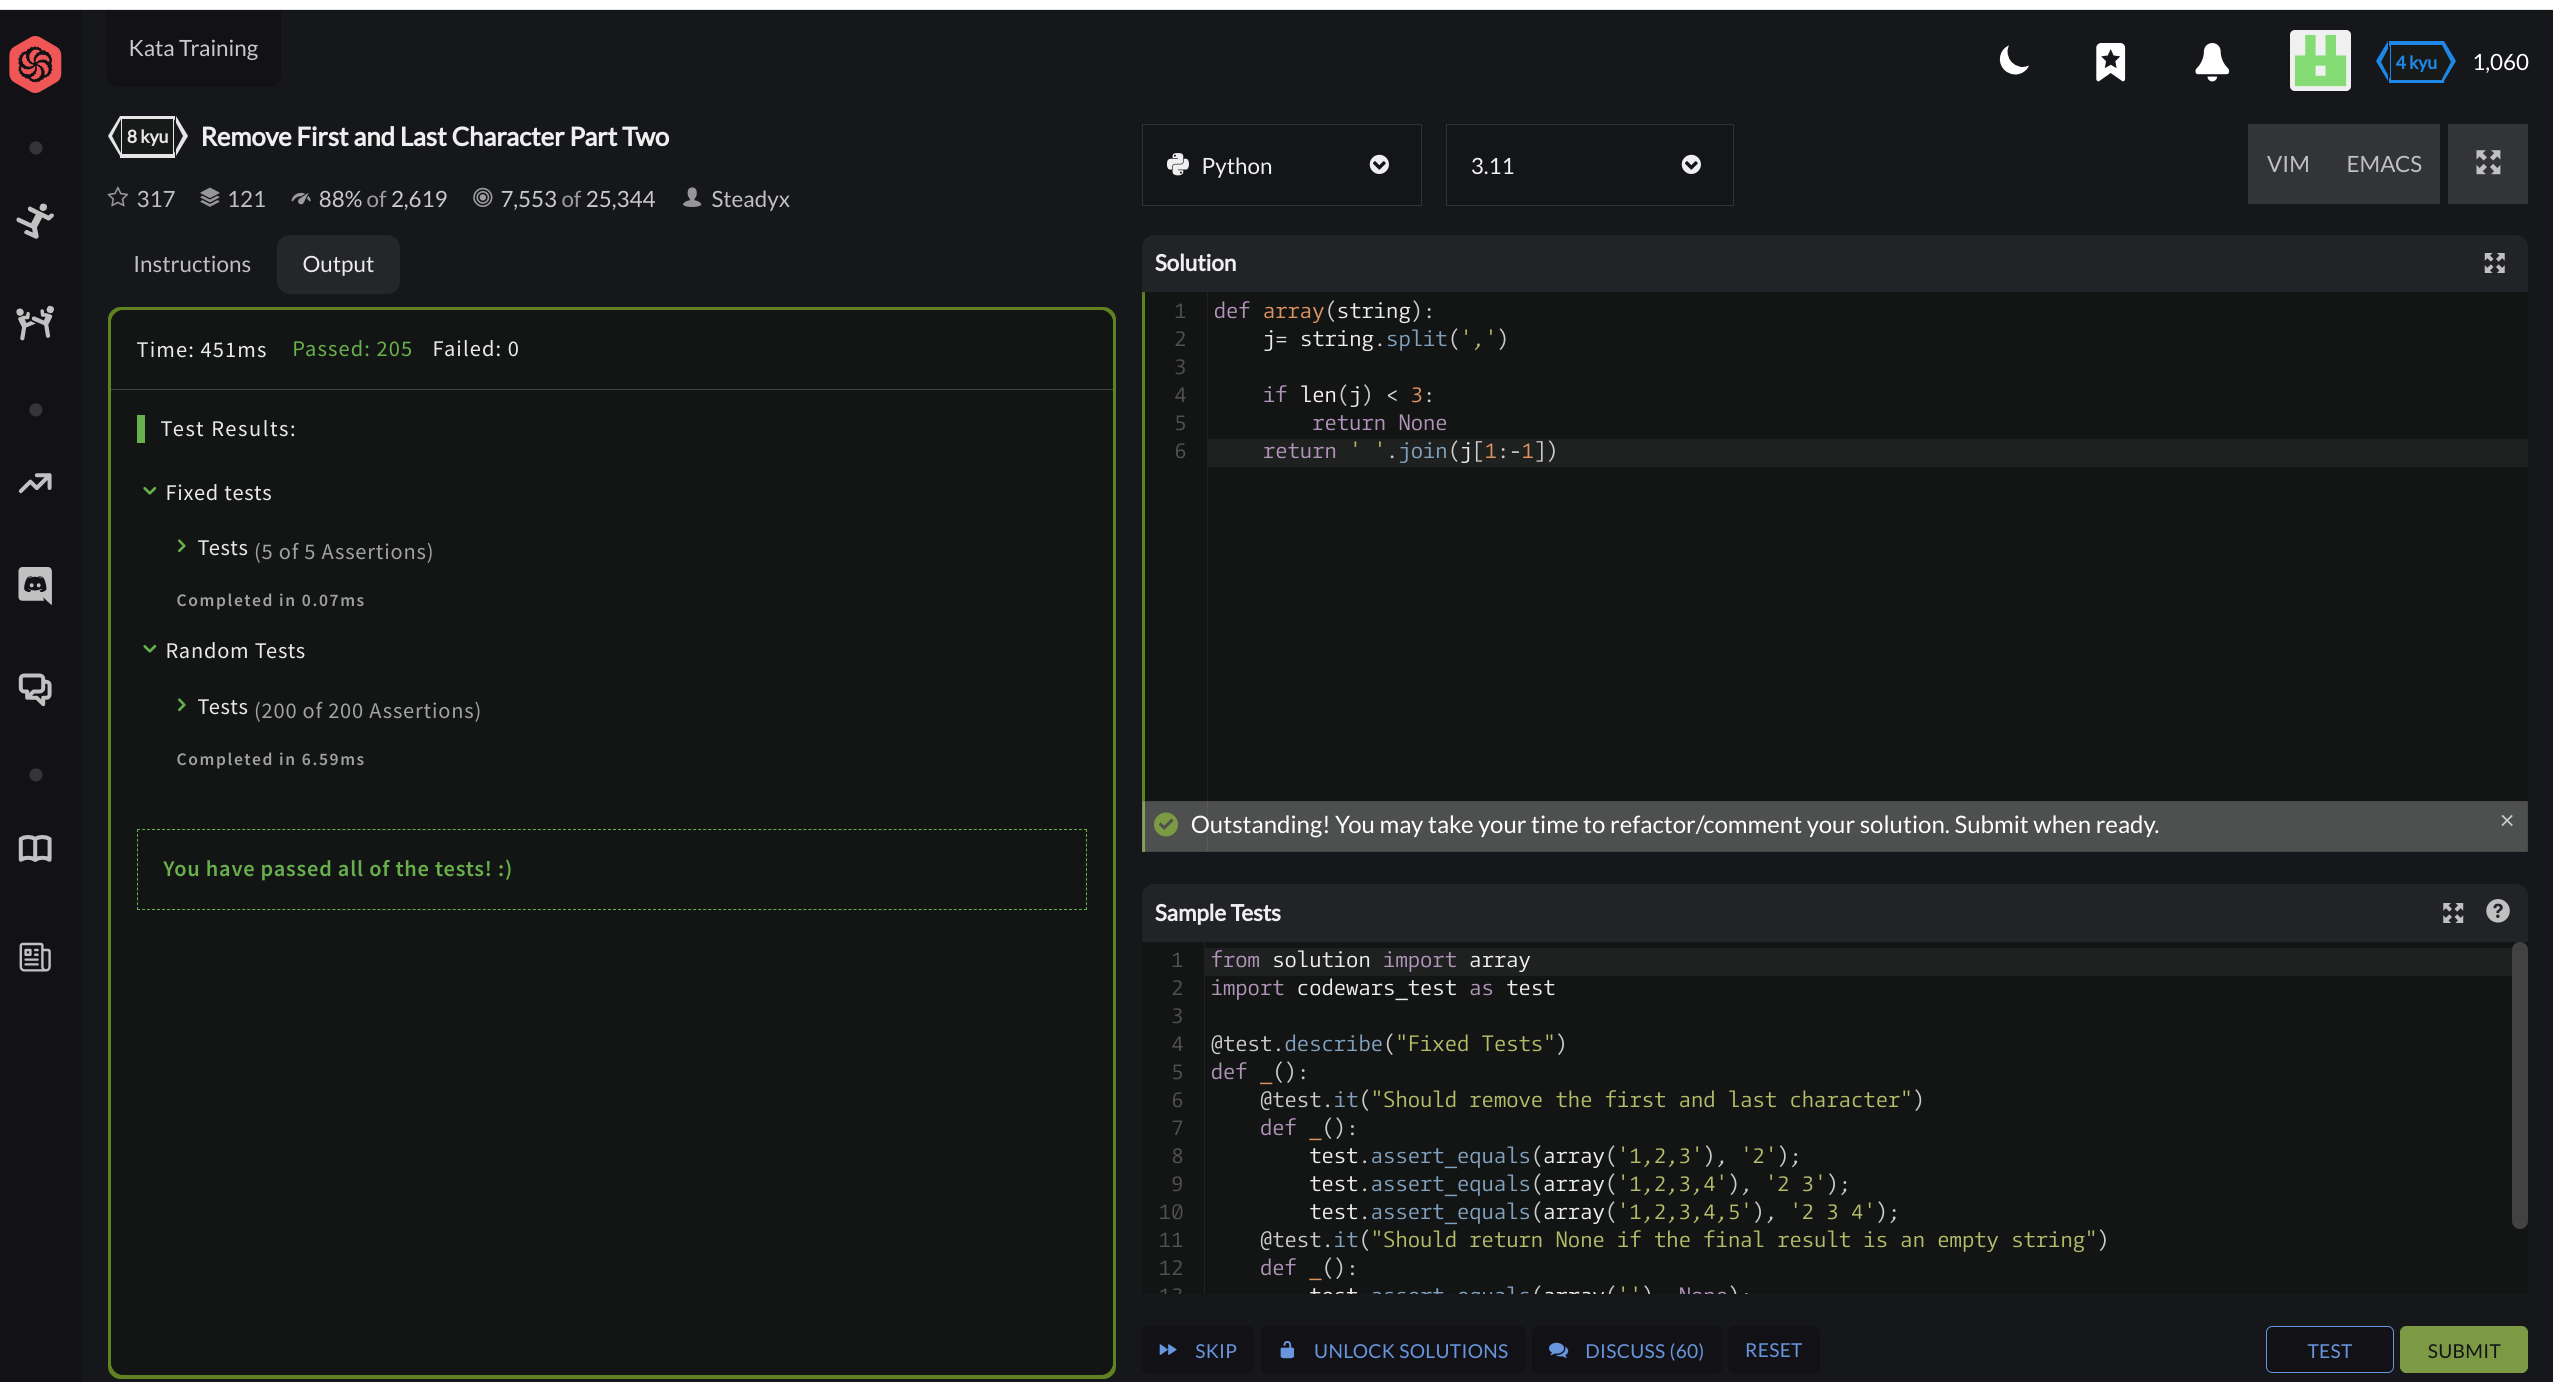 Kata Training
4 kyu
1,060
8 kyu
Remove First and Last Character Part Two
317
121
88% of 2,619
7,553 of 25,344
Steadyx
Python
3.11
VIM
EMACS
Instructions
Output
Time: 451ms Passed: 205 Failed: 0
Test Results:
Fixed tests
Tests (5 of 5 Assertions)
Completed in 0.07ms
Random Tests
Tests (200 of 200 Assertions)
Completed in 6.59ms
You have passed all of the tests! :)
Solution
1 def array(string):
2     j= string.split(',')
3
4     if len(j) < 3:
5         return None
6     return ' '.join(j[1:-1])
Outstanding! You may take your time to refactor/comment your solution. Submit when ready.
×
Sample Tests
?
1 from solution import array
2 import codewars_test as test
3
4 @test.describe("Fixed Tests")
5 def _():
6     @test.it("Should remove the first and last character")
7     def _():
8         test.assert_equals(array('1,2,3'), '2');
9         test.assert_equals(array('1,2,3,4'), '2 3');
10         test.assert_equals(array('1,2,3,4,5'), '2 3 4');
11     @test.it("Should return None if the final result is an empty string")
12     def _():
13         test.assert_equals(array(''), None);
SKIP
UNLOCK SOLUTIONS
DISCUSS (60)
RESET
TEST
SUBMIT